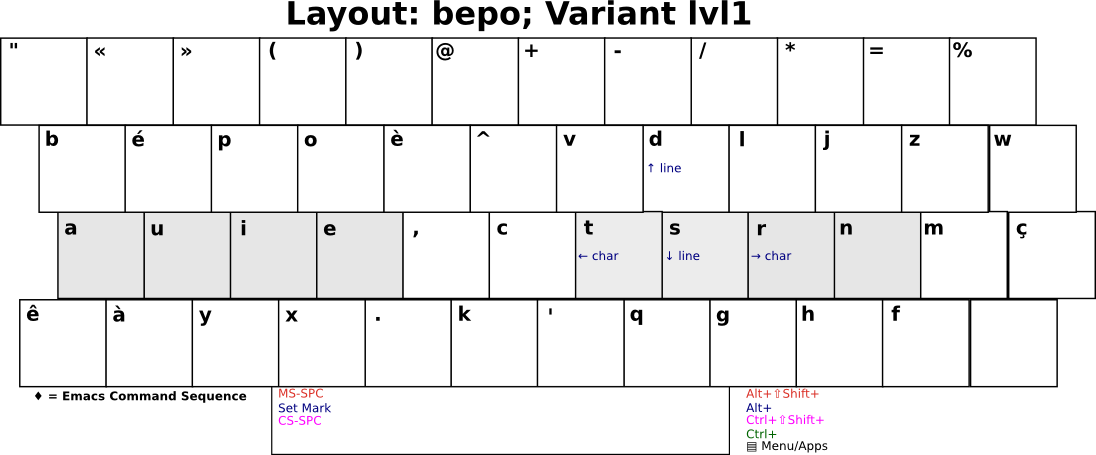 Layout: bepo; Variant lvl1
" « » ( ) @ + - / * = %
b é p o è ^ v d l j z w
↑ line
a u i e , c t s r n m ç
← char ↓ line → char
ê à y x . k ' q g h f
♦ = Emacs Command Sequence
MS-SPC
Set Mark
CS-SPC
Alt+⇧Shift+
Alt+
Ctrl+⇧Shift+
Ctrl+
▤ Menu/Apps